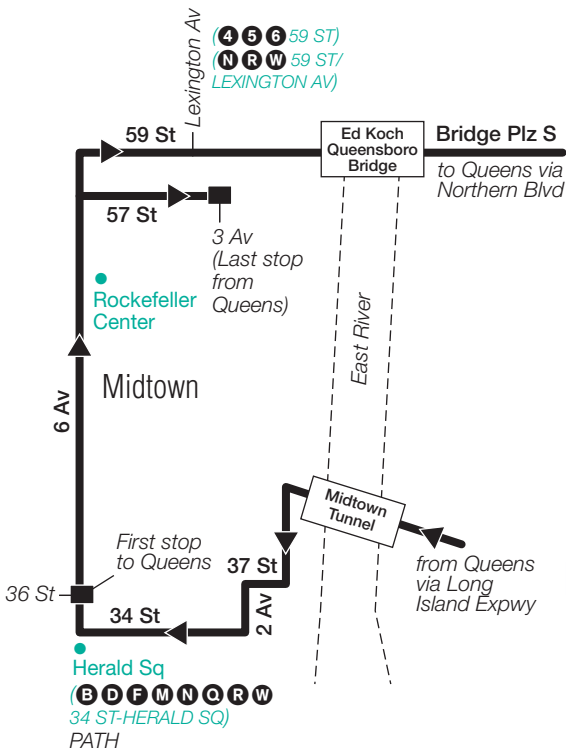 Lexington Av
(4 5 6 59 ST)
(N R W 59 ST/
LEXINGTON AV)
59 St
Ed Koch
Queensboro
Bridge
Bridge Plz S
to Queens via
Northern Blvd
57 St
3 Av
(Last stop
from
Queens)
Rockefeller
Center
East River
Midtown
6 Av
Midtown
Tunnel
First stop
to Queens
37 St
from Queens
via Long
Island Expwy
36 St
34 St
2 Av
Herald Sq
(B D F M N Q R W
34 ST-HERALD SQ)
PATH